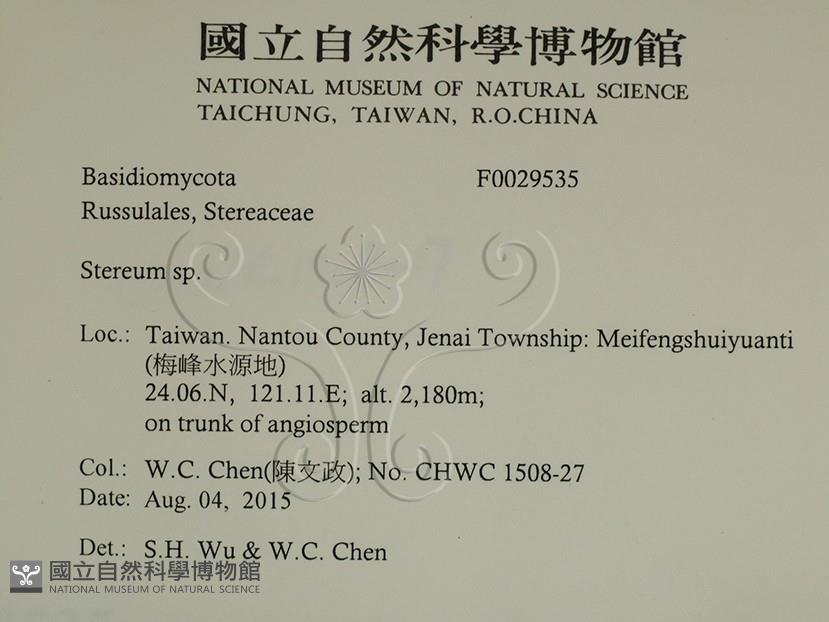 國立自然科學博物館
NATIONAL MUSEUM OF NATURAL SCIENCE
TAICHUNG, TAIWAN, R.O.CHINA
Basidiomycota F0029535
Russulales, Stereaceae
Stereum sp.
Loc.: Taiwan. Nantou County, Jenai Township: Meifengshuiyuanti
(梅峰水源地)
24.06.N, 121.11.E; alt. 2,180m;
on trunk of angiosperm
Col.: W.C. Chen(陳文政); No. CHWC 1508-27
Date: Aug. 04, 2015
Det.: S.H. Wu & W.C. Chen
國立自然科學博物館
NATIONAL MUSEUM OF NATURAL SCIENCE